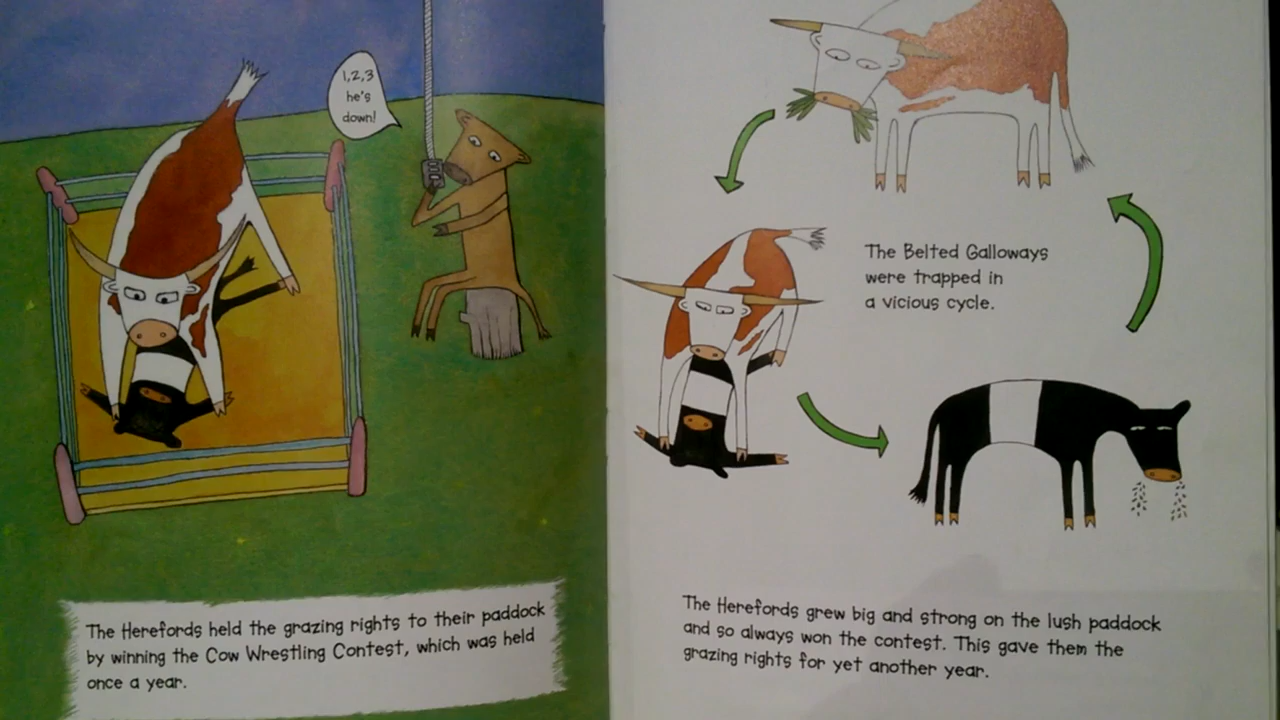 1,2,3
he's
down!
The Herefords held the grazing rights to their paddock
by winning the Cow Wrestling Contest, which was held
once a year.
The Belted Galloways
were trapped in
a vicious cycle.
The Herefords grew big and strong on the lush paddock
and so always won the contest. This gave them the
grazing rights for yet another year.